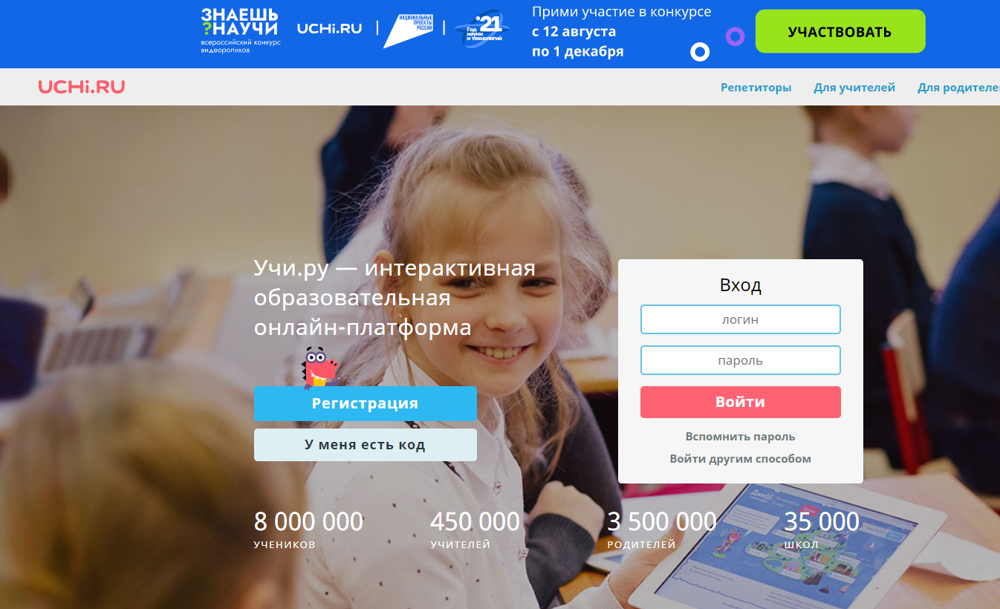 ЗНАЕШЬ
?НАУЧИ
всероссийский конкурс
видеороликов
UCHi.RU
НАЦИОНАЛЬНЫЕ
ПРОЕКТЫ
РОССИИ
21
Год
науки
и технологий
Прими участие в конкурсе
с 12 августа
по 1 декабря
УЧАСТВОВАТЬ
UCHi.RU
Репетиторы
Для учителей
Для родителей
Учи.ру — интерактивная
образовательная
онлайн-платформа
Регистрация
У меня есть код
Вход
логин
пароль
Войти
Вспомнить пароль
Войти другим способом
8 000 000
УЧЕНИКОВ
450 000
УЧИТЕЛЕЙ
3 500 000
РОДИТЕЛЕЙ
35 000
ШКОЛ